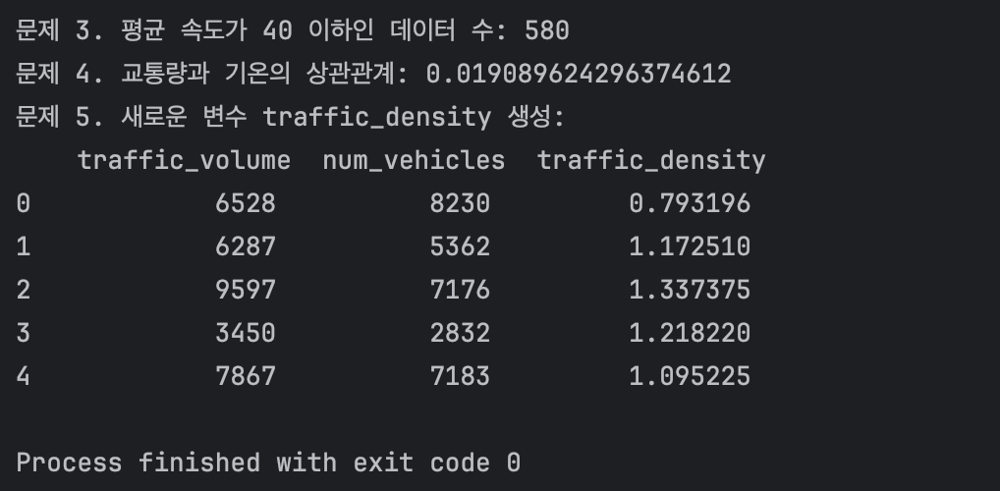 문제 3. 평균 속도가 40 이하인 데이터 수: 580
문제 4. 교통량과 기온의 상관관계: 0.019089624296374612
문제 5. 새로운 변수 traffic_density 생성:
traffic_volume num_vehicles traffic_density
0 6528 8230 0.793196
1 6287 5362 1.172510
2 9597 7176 1.337375
3 3450 2832 1.218220
4 7867 7183 1.095225
Process finished with exit code 0